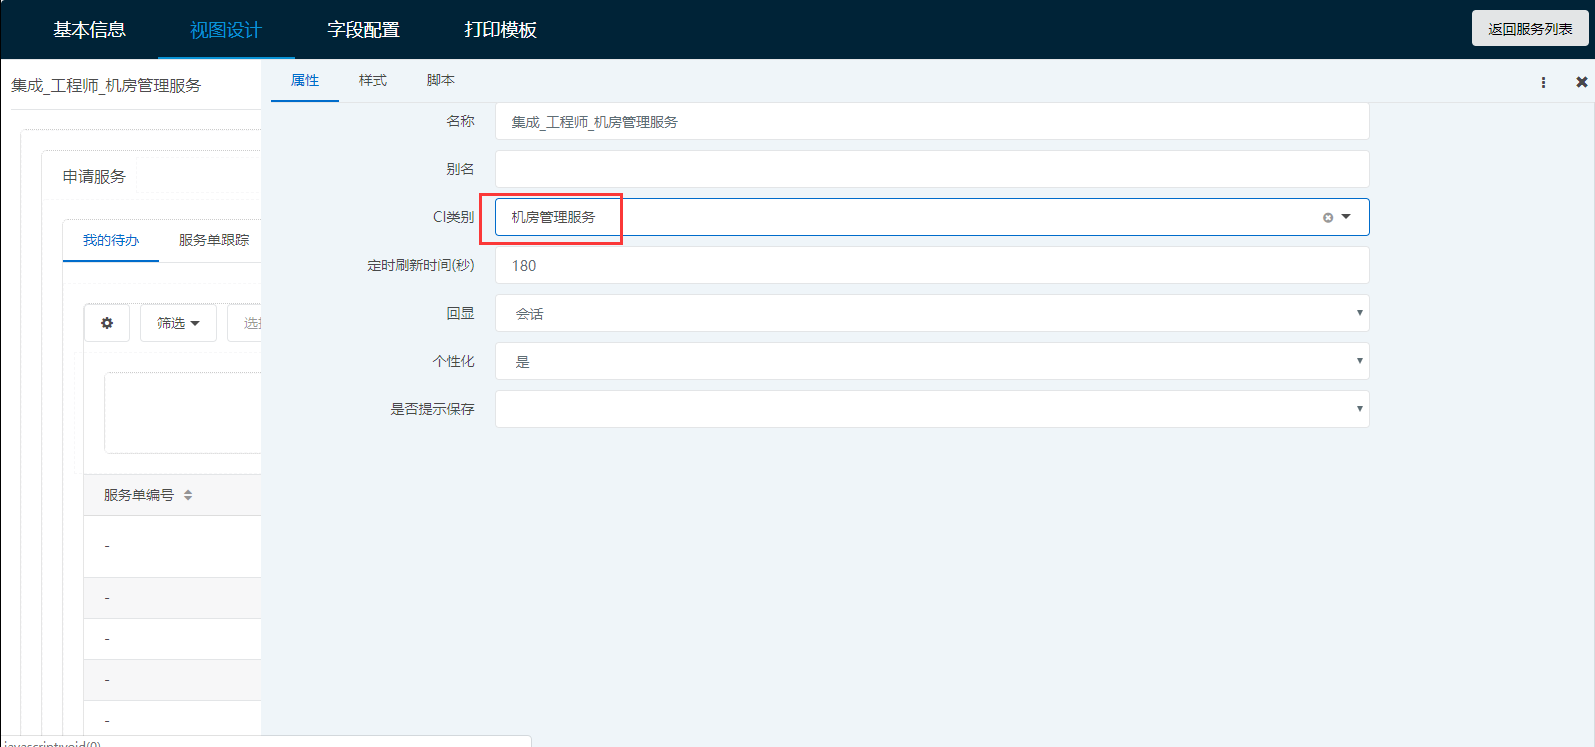 基本信息
视图设计
字段配置
打印模板
返回服务列表
集成_工程师_机房管理服务
属性
样式
脚本
名称
集成_工程师_机房管理服务
别名
申请服务
CI类别
机房管理服务
我的待办
服务单跟踪
定时刷新时间(秒)
180
回显
会话
筛选
个性化
是
是否提示保存
服务单编号
-
-
-
-
-
javascript:void(0)